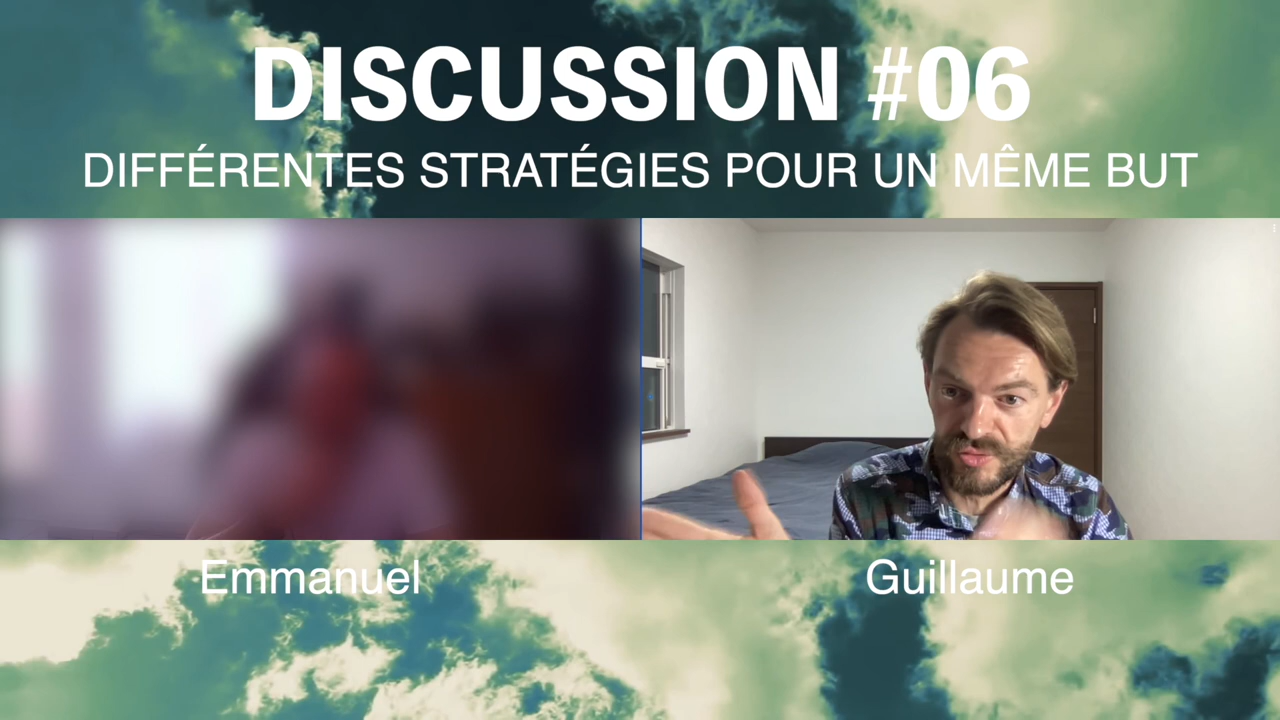 DISCUSSION #06
DIFFÉRENTES STRATÉGIES POUR UN MÊME BUT
Emmanuel
Guillaume